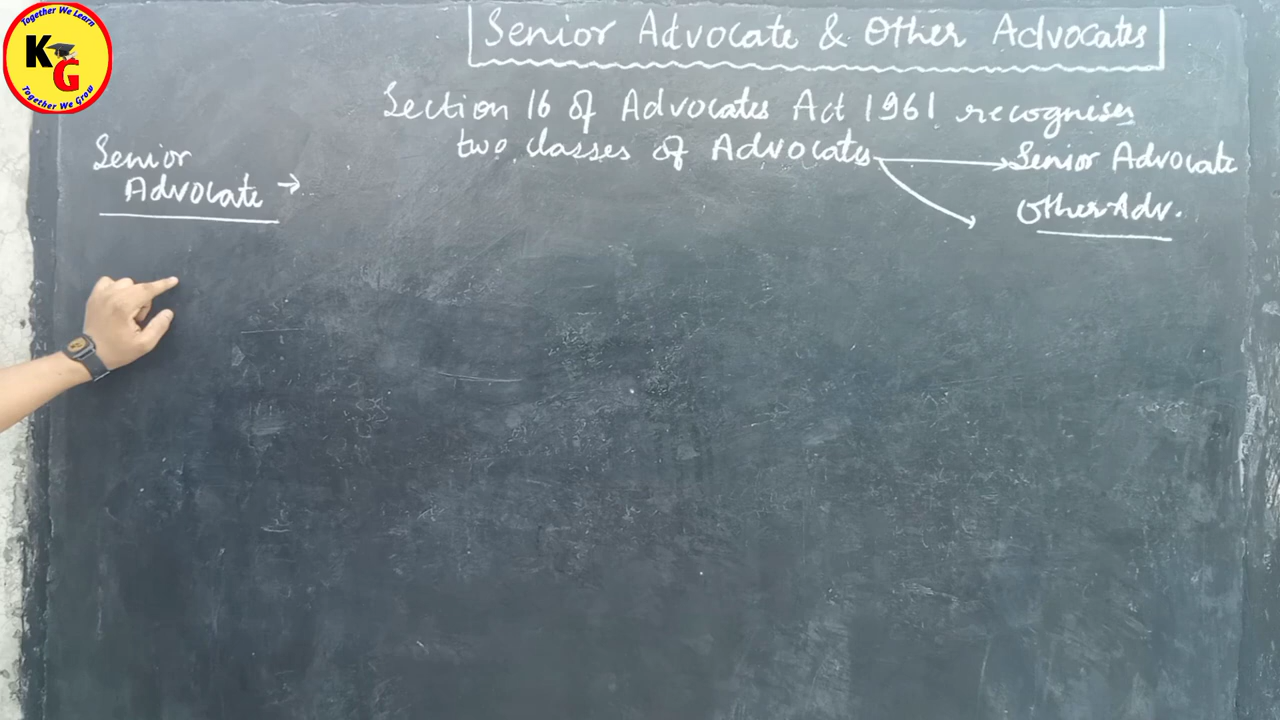 Together We Learn
KG
Together We Grow
Senior Advocate & Other Advocates
Section 16 of Advocates Act 1961 recognises
two classes of Advocates → Senior Advocate
Other Adv.
Senior
Advocate →